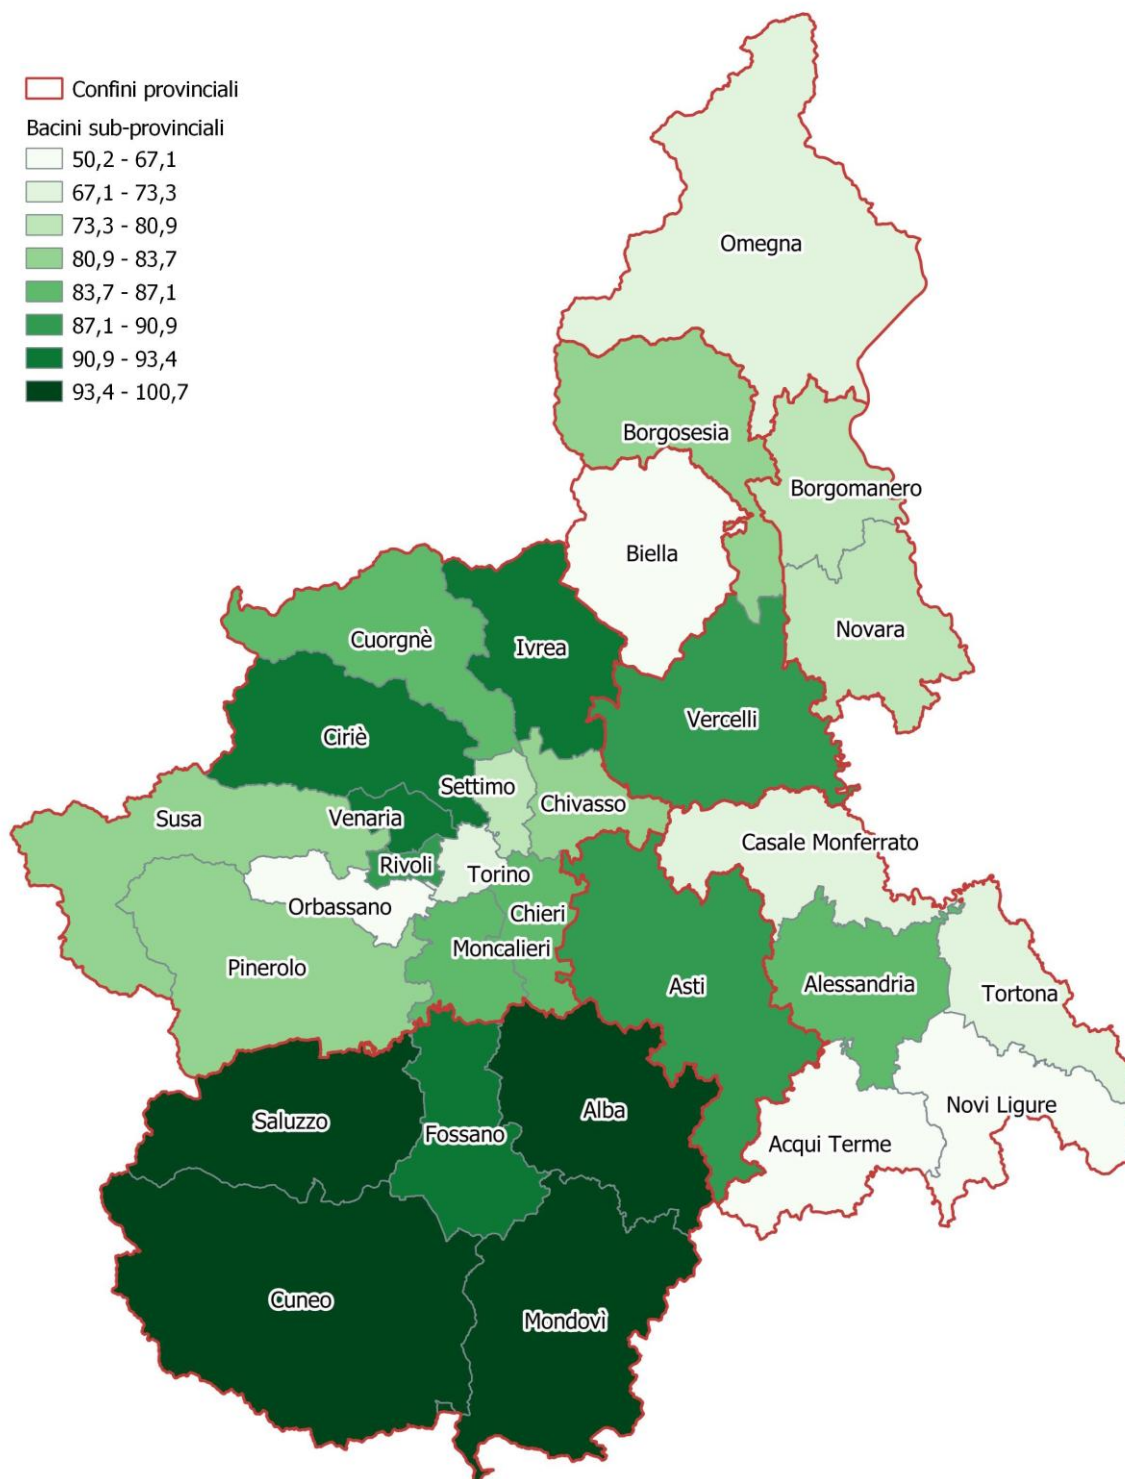 Confini provinciali
Bacini sub-provinciali
50,2 - 67,1
67,1 - 73,3
73,3 - 80,9
80,9 - 83,7
83,7 - 87,1
87,1 - 90,9
90,9 - 93,4
93,4 - 100,7
Omegna
Borgosesia
Borgomanero
Biella
Novara
Cuorgnè
Ivrea
Vercelli
Ciriè
Settimo
Chivasso
Susa
Venaria
Casale Monferrato
Rivoli
Torino
Orbassano
Chieri
Moncalieri
Pinerolo
Asti
Alessandria
Tortona
Saluzzo
Alba
Fossano
Novi Ligure
Acqui Terme
Cuneo
Mondovì